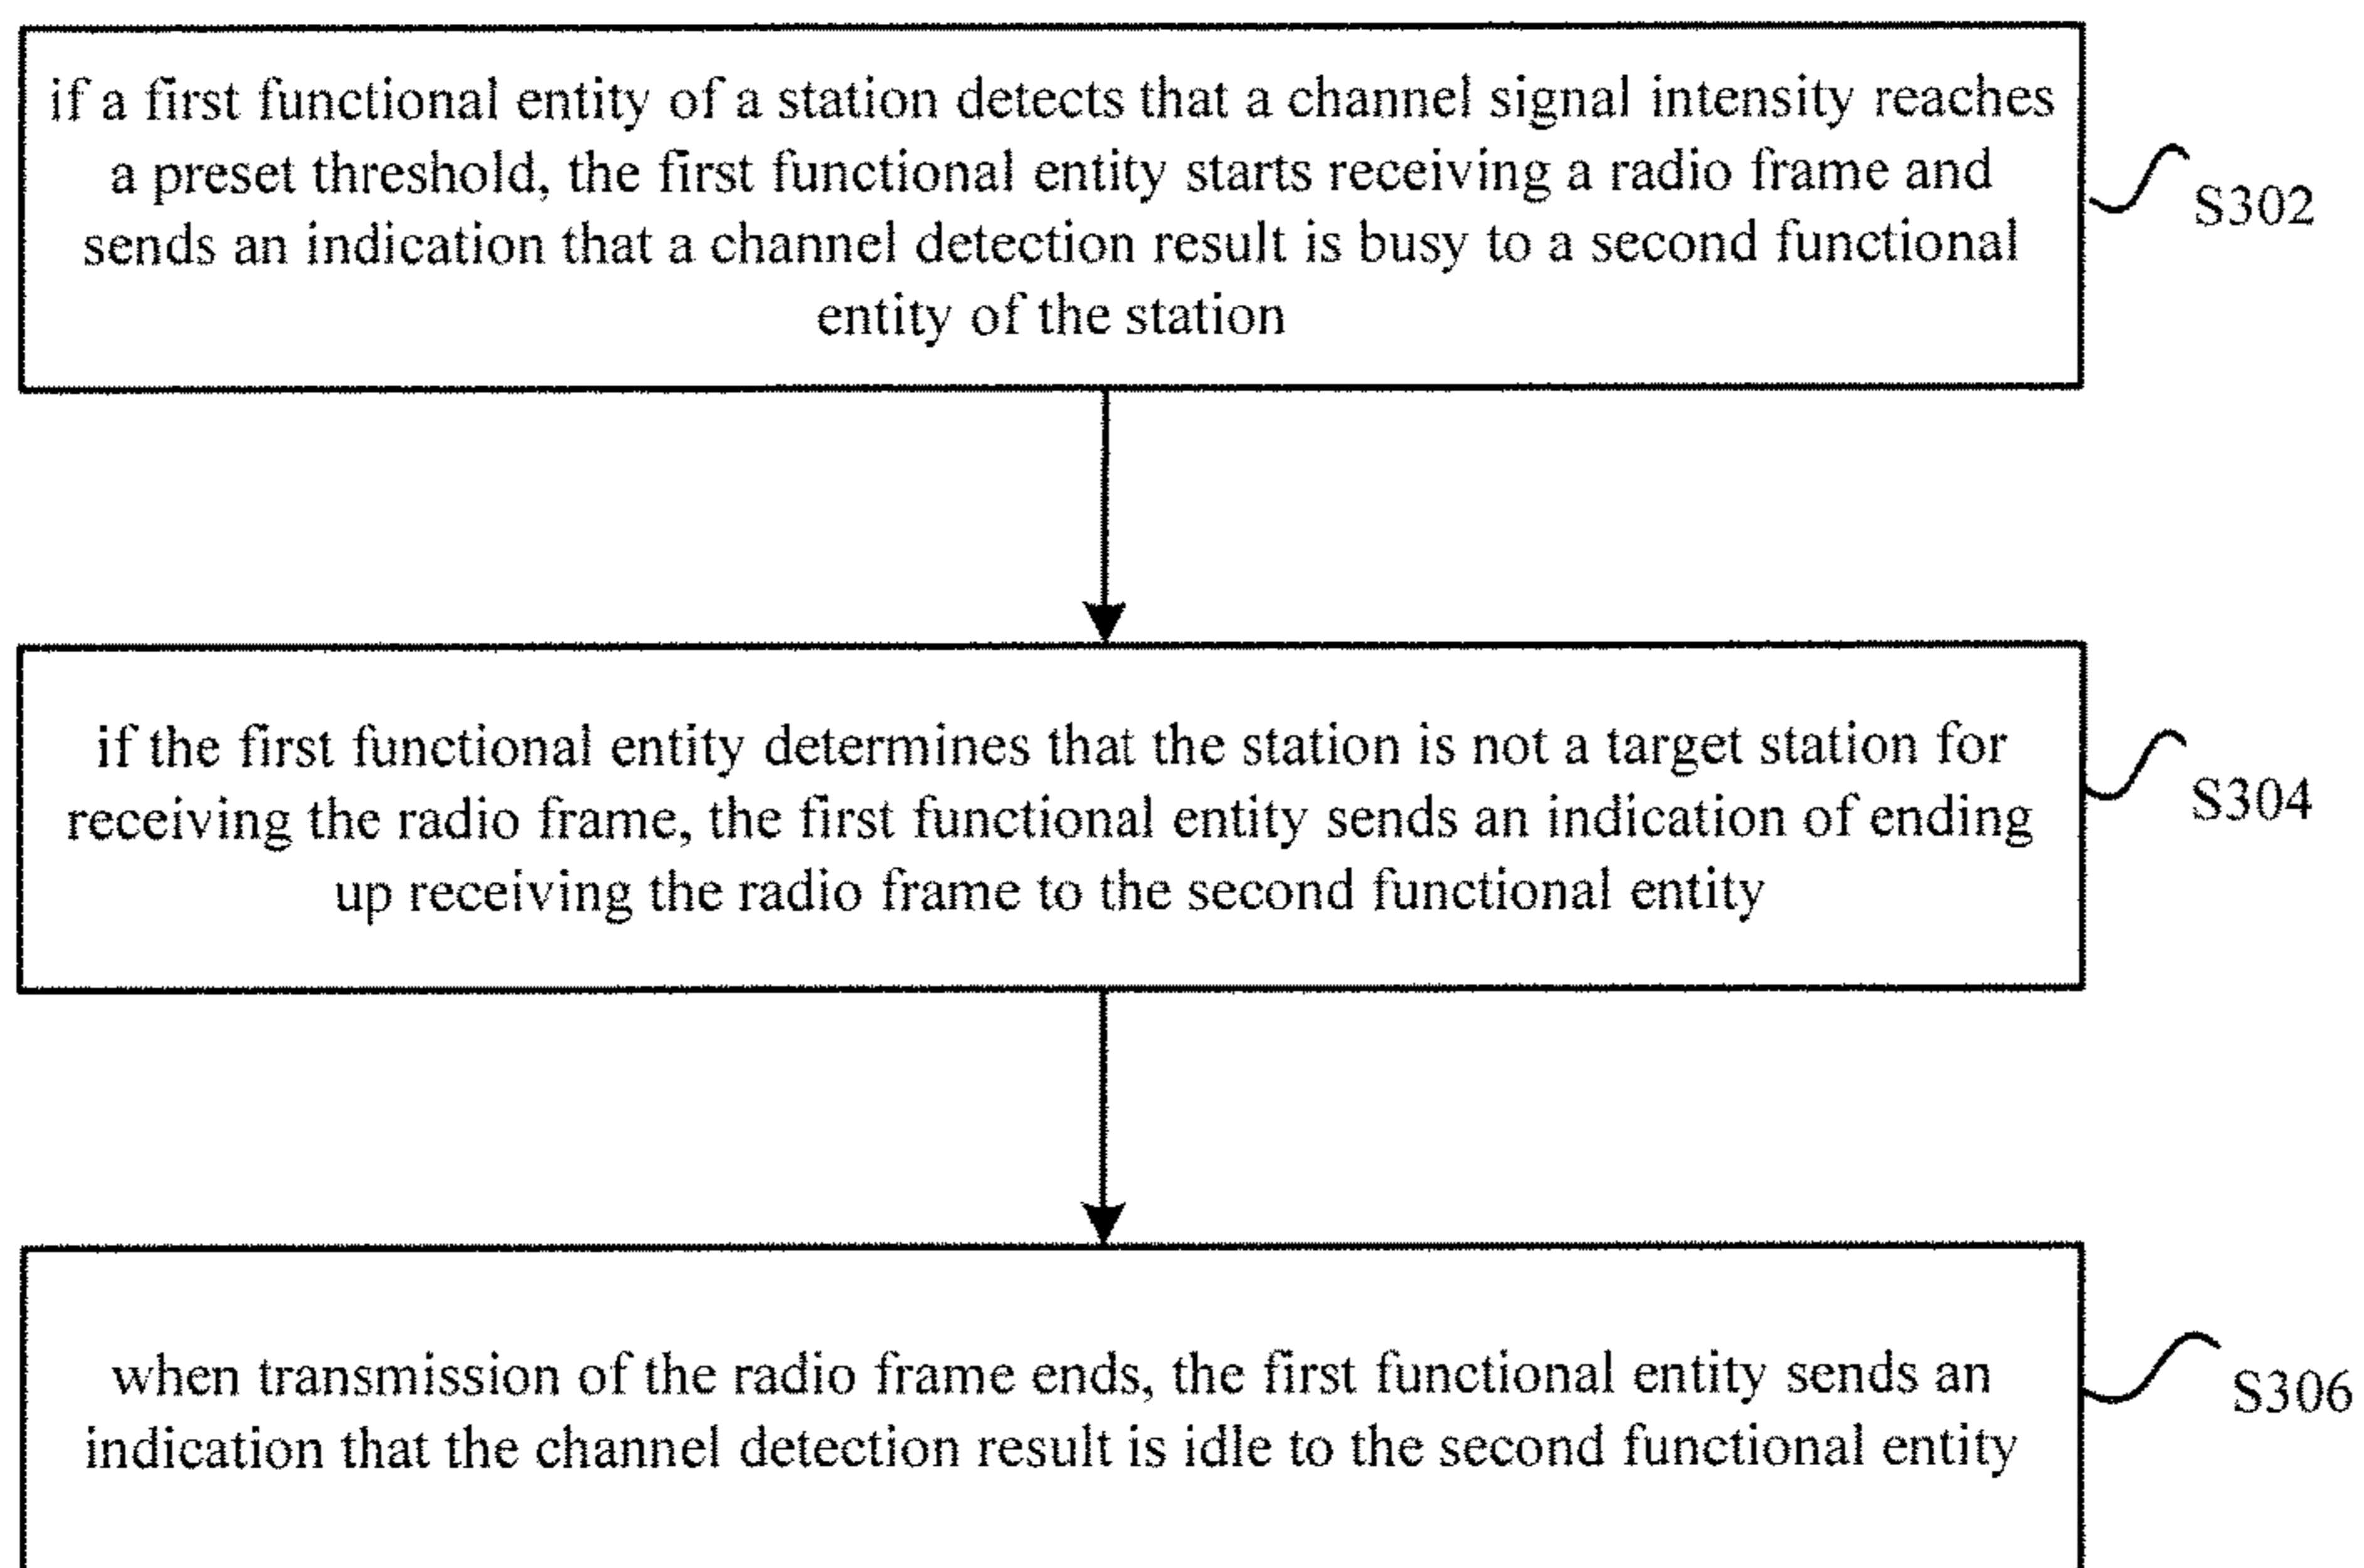 if a first functional entity of a station detects that a channel signal intensity reaches
a preset threshold, the first functional entity starts receiving a radio frame and
sends an indication that a channel detection result is busy to a second functional
entity of the station
S302
if the first functional entity determines that the station is not a target station for
receiving the radio frame, the first functional entity sends an indication of ending
up receiving the radio frame to the second functional entity
S304
when transmission of the radio frame ends, the first functional entity sends an
indication that the channel detection result is idle to the second functional entity
S306